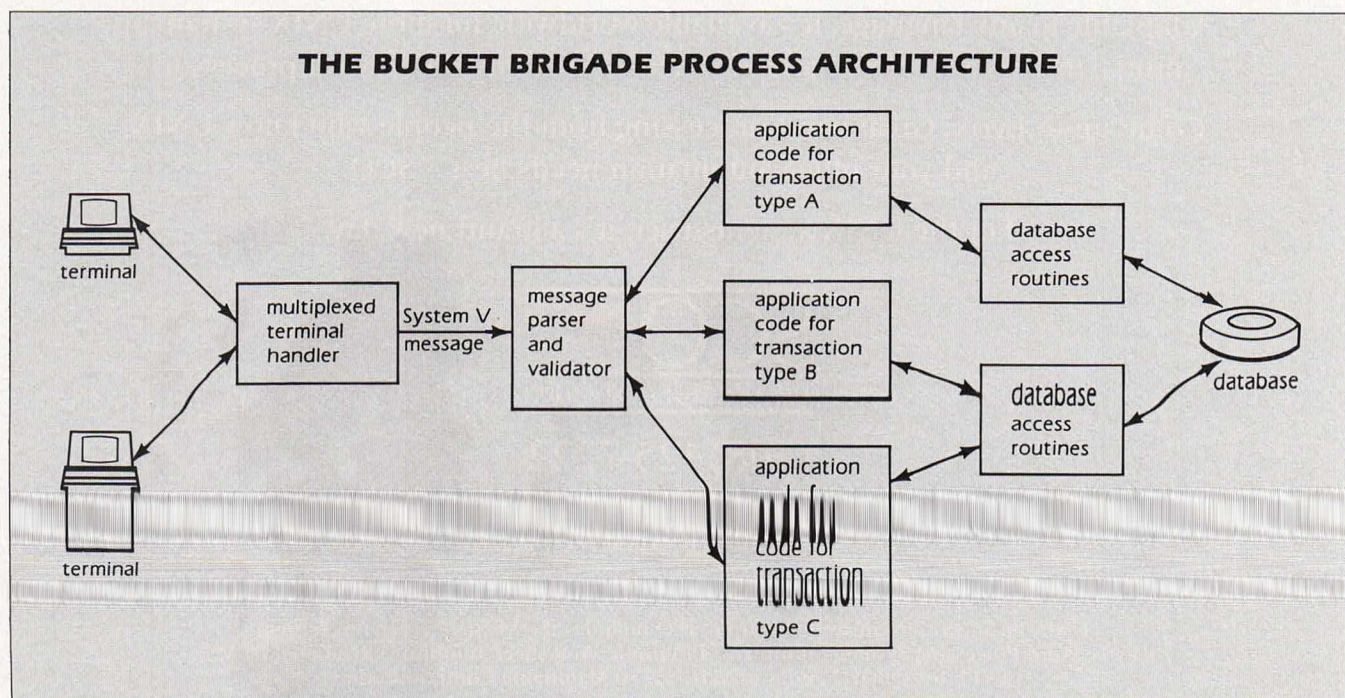 THE BUCKET BRIGADE PROCESS ARCHITECTURE
terminal
terminal
multiplexed
terminal
handler
System V
message
message
parser
and
validator
application
code for
transaction
type A
application
code for
transaction
type B
application
code for
transaction
type C
database
access
routines
database
access
routines
database